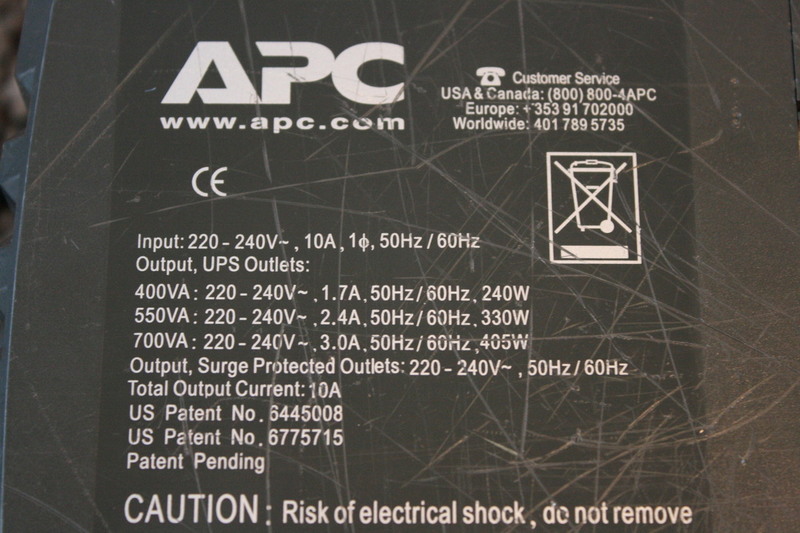 APC
www.apc.com
Customer Service
USA & Canada: (800) 800-4APC
Europe: +353 91 702000
Worldwide: 401 789 5735
CE
Input: 220 - 240V~, 10A, 1ϕ, 50Hz / 60Hz
Output, UPS Outlets:
400VA: 220 - 240V~, 1.7A, 50Hz / 60Hz, 240W
550VA: 220 - 240V~, 2.4A, 50Hz / 60Hz, 330W
700VA: 220 - 240V~, 3.0A, 50Hz / 60Hz, 405W
Output, Surge Protected Outlets: 220 - 240V~, 50Hz / 60Hz
Total Output Current: 10A
US Patent No. 6445008
US Patent No. 6775715
Patent Pending
CAUTION: Risk of electrical shock, do not remove